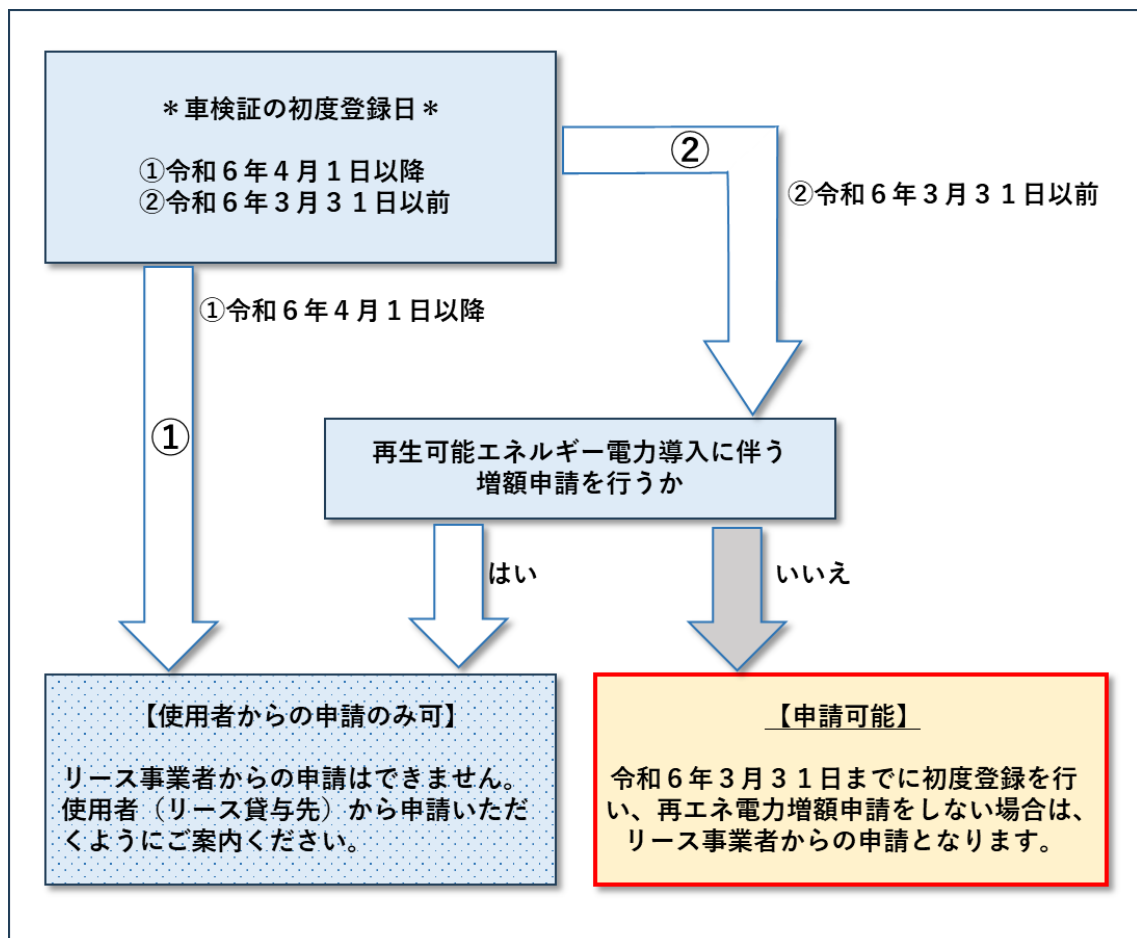 ＊車検証の初度登録日＊
①令和６年４月１日以降
②令和６年３月３１日以前
②
②令和６年３月３１日以前
①令和６年４月１日以降
①
再生可能エネルギー電力導入に伴う
増額申請を行うか
はい
いいえ
【使用者からの申請のみ可】
リース事業者からの申請はできません。
使用者（リース貸与先）から申請いただ
くようにご案内ください。
【申請可能】
令和６年３月３１日までに初度登録を行
い、再エネ電力増額申請をしない場合は、
リース事業者からの申請となります。